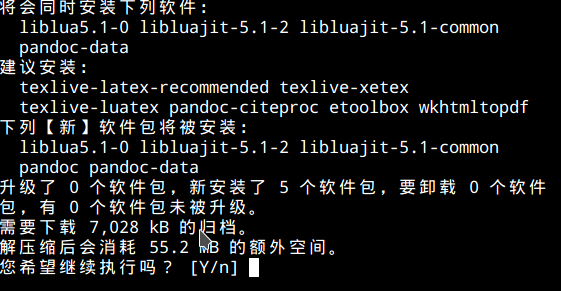 将会同时安装下列软件：
liblua5.1-0 libluajit-5.1-2 libluajit-5.1-common
pandoc-data
建议安装：
texlive-latex-recommended texlive-xetex
texlive-luatex pandoc-citeproc etoolbox wkhtmltopdf
下列【新】软件包将被安装：
liblua5.1-0 libluajit-5.1-2 libluajit-5.1-common
pandoc pandoc-data
升级了 0 个软件包，新安装了 5 个软件包，要卸载 0 个软件
包，有 0 个软件包未被升级。
需要下载 7,028 kB 的归档。
解压缩后会消耗 55.2 MB 的额外空间。
您希望继续执行吗？ [Y/n]